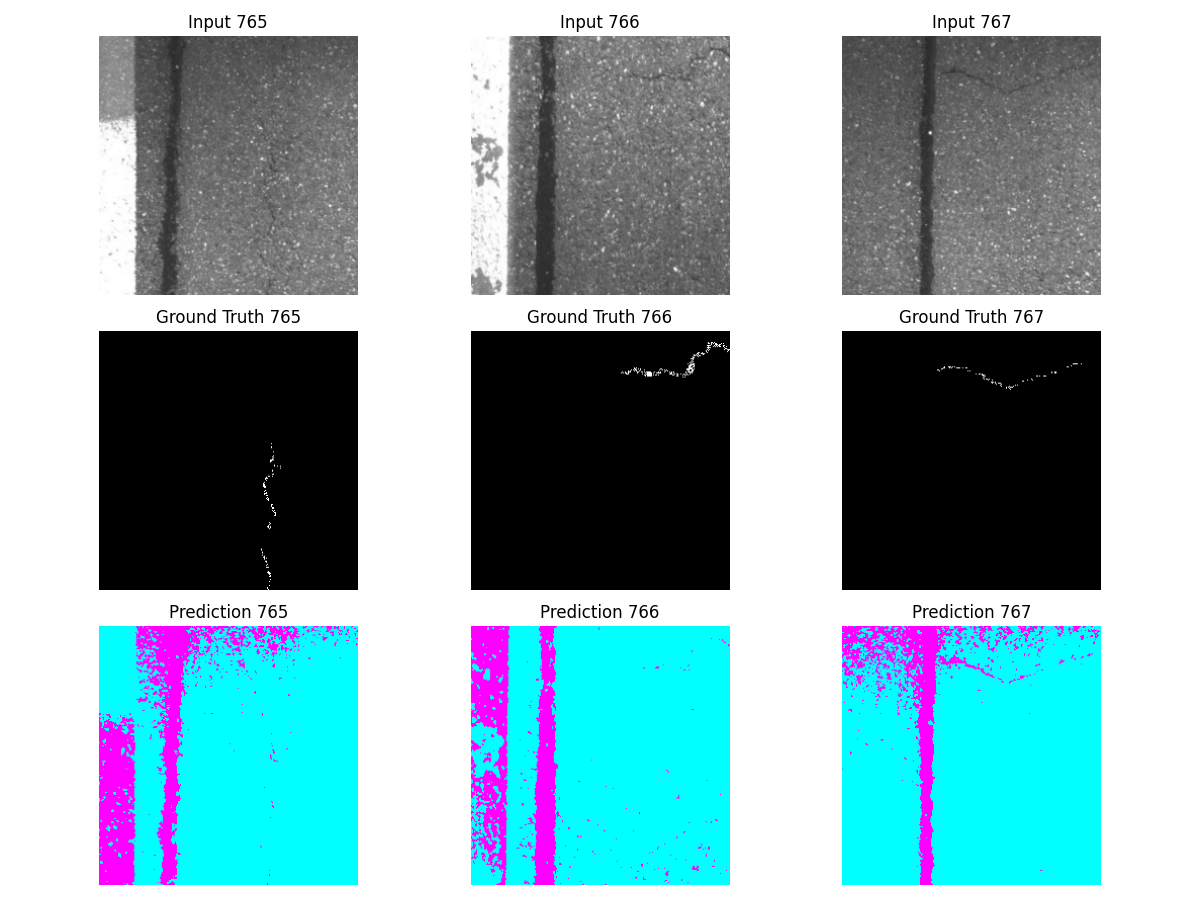 Input 765
Input 766
Input 767
Ground Truth 765
Ground Truth 766
Ground Truth 767
Prediction 765
Prediction 766
Prediction 767